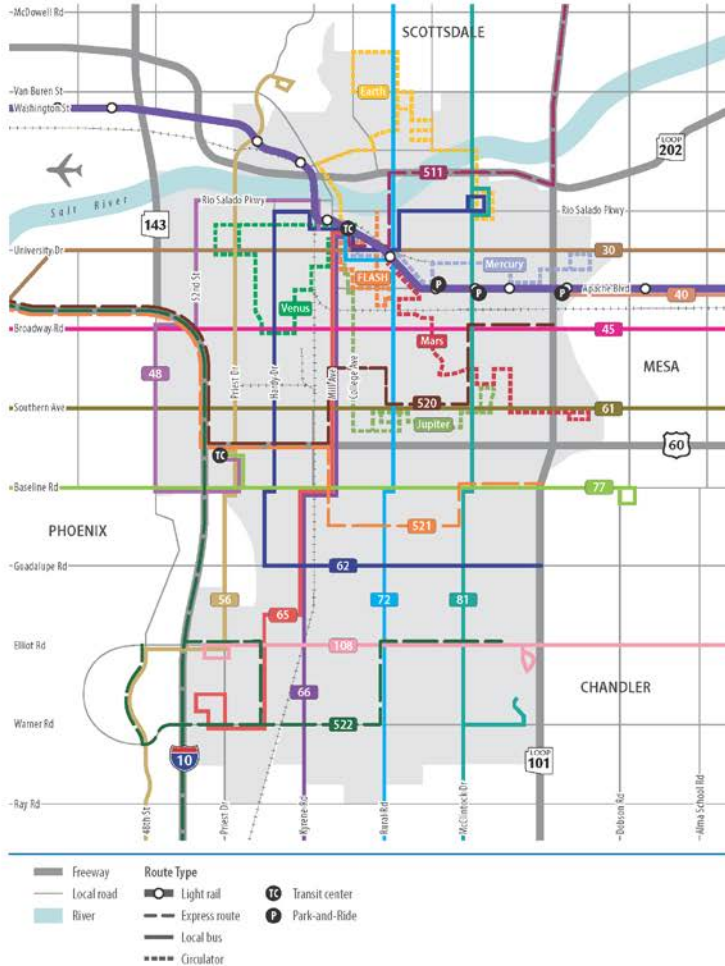 McDowell Rd
SCOTTSDALE
Van Buren St
Washington St
Earth
LOOP
202
511
Salt River
Rio Salado Pkwy
Rio Salado Pkwy
143
TC
University Dr
52nd St
30
Mercury
FLASH
P
P
P
Apache Blvd
40
Venus
Broadway Rd
45
Mars
MESA
48
Priest Dr
Hardy Dr
Mill Ave
College Ave
Southern Ave
520
61
Jupiter
60
TC
Baseline Rd
77
521
PHOENIX
Guadalupe Rd
62
56
65
72
81
Elliot Rd
108
66
CHANDLER
Warner Rd
522
10
LOOP
101
Ray Rd
48th St
Priest Dr
Kyrene Rd
Rural Rd
McClintock Dr
Dobson Rd
Alma School Rd
Freeway
Local road
River
Route Type
Light rail
Express route
Local bus
Circulator
TC Transit center
P Park-and-Ride